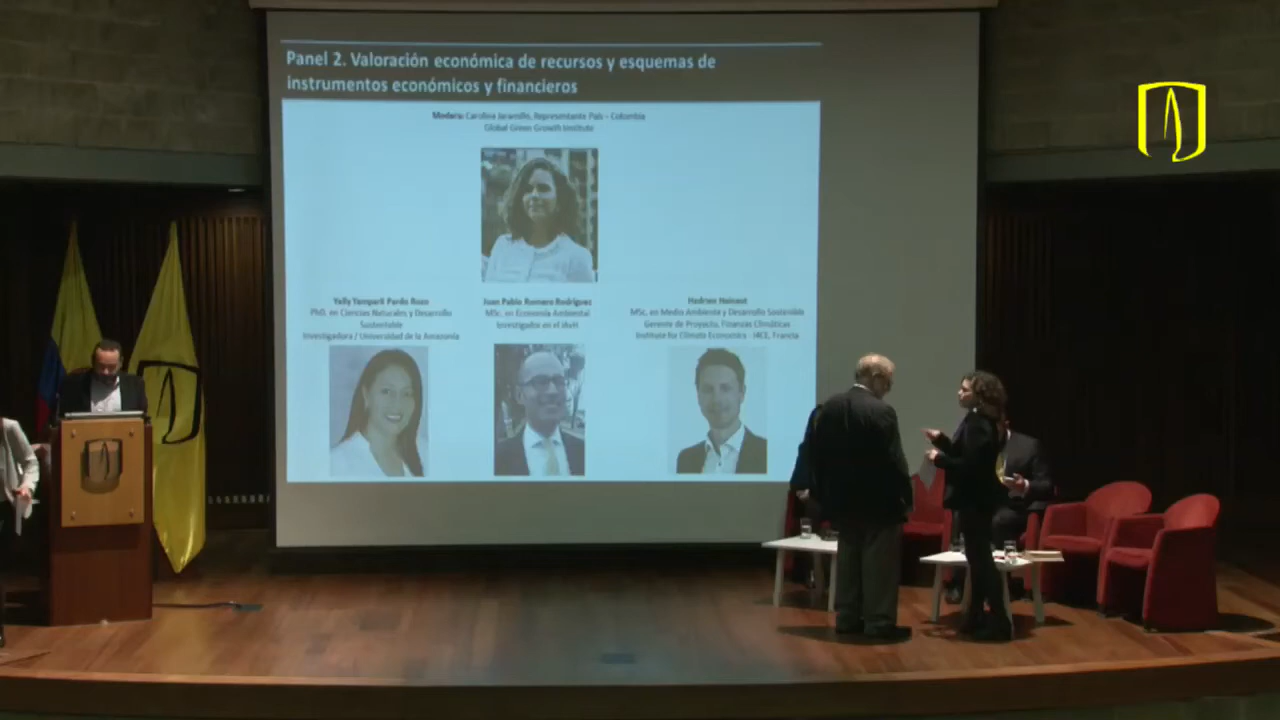 Panel 2. Valoración económica de recursos y esquemas de
instrumentos económicos y financieros
Modera: Carolina Jaramillo, Representante País - Colombia
Global Green Growth Institute
Yelly Yamparli Pardo Rozo
PhD. en Ciencias Naturales y Desarrollo
Sustentable
Investigadora / Universidad de la Amazonía
Juan Pablo Romero Rodríguez
MSc. en Economía Ambiental
Investigador en el IAvH
Hadrien Hainaut
MSc. en Medio Ambiente y Desarrollo Sostenible
Gerente de Proyecto, Finanzas Climáticas
Institute for Climate Economics - I4CE, Francia